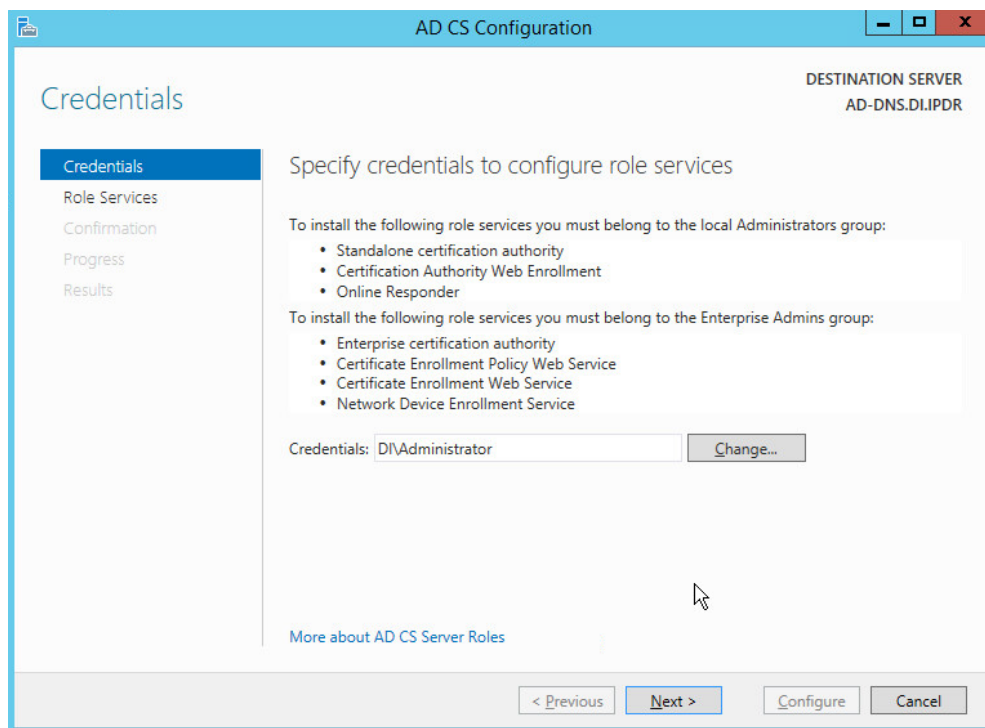 AD CS Configuration
Credentials
DESTINATION SERVER
AD-DNS.DI.IPDR
Credentials
Role Services
Confirmation
Progress
Results
Specify credentials to configure role services
To install the following role services you must belong to the local Administrators group:
• Standalone certification authority
• Certification Authority Web Enrollment
• Online Responder
To install the following role services you must belong to the Enterprise Admins group:
• Enterprise certification authority
• Certificate Enrollment Policy Web Service
• Certificate Enrollment Web Service
• Network Device Enrollment Service
Credentials: DI\Administrator Change...
More about AD CS Server Roles
< Previous Next > Configure Cancel